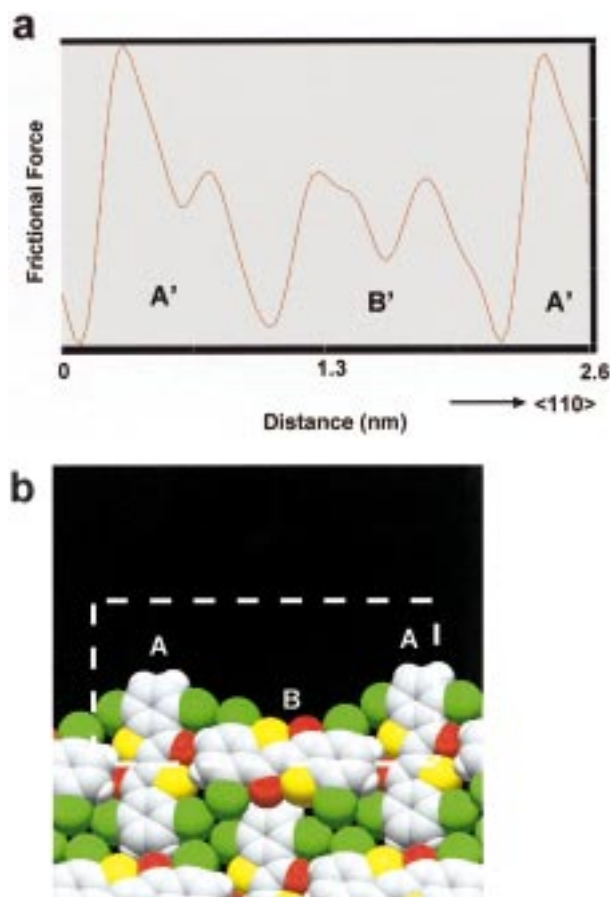 a
Frictional Force
A’
B’
A’
0
1.3
2.6
<110>
Distance (nm)
b
A
A
B